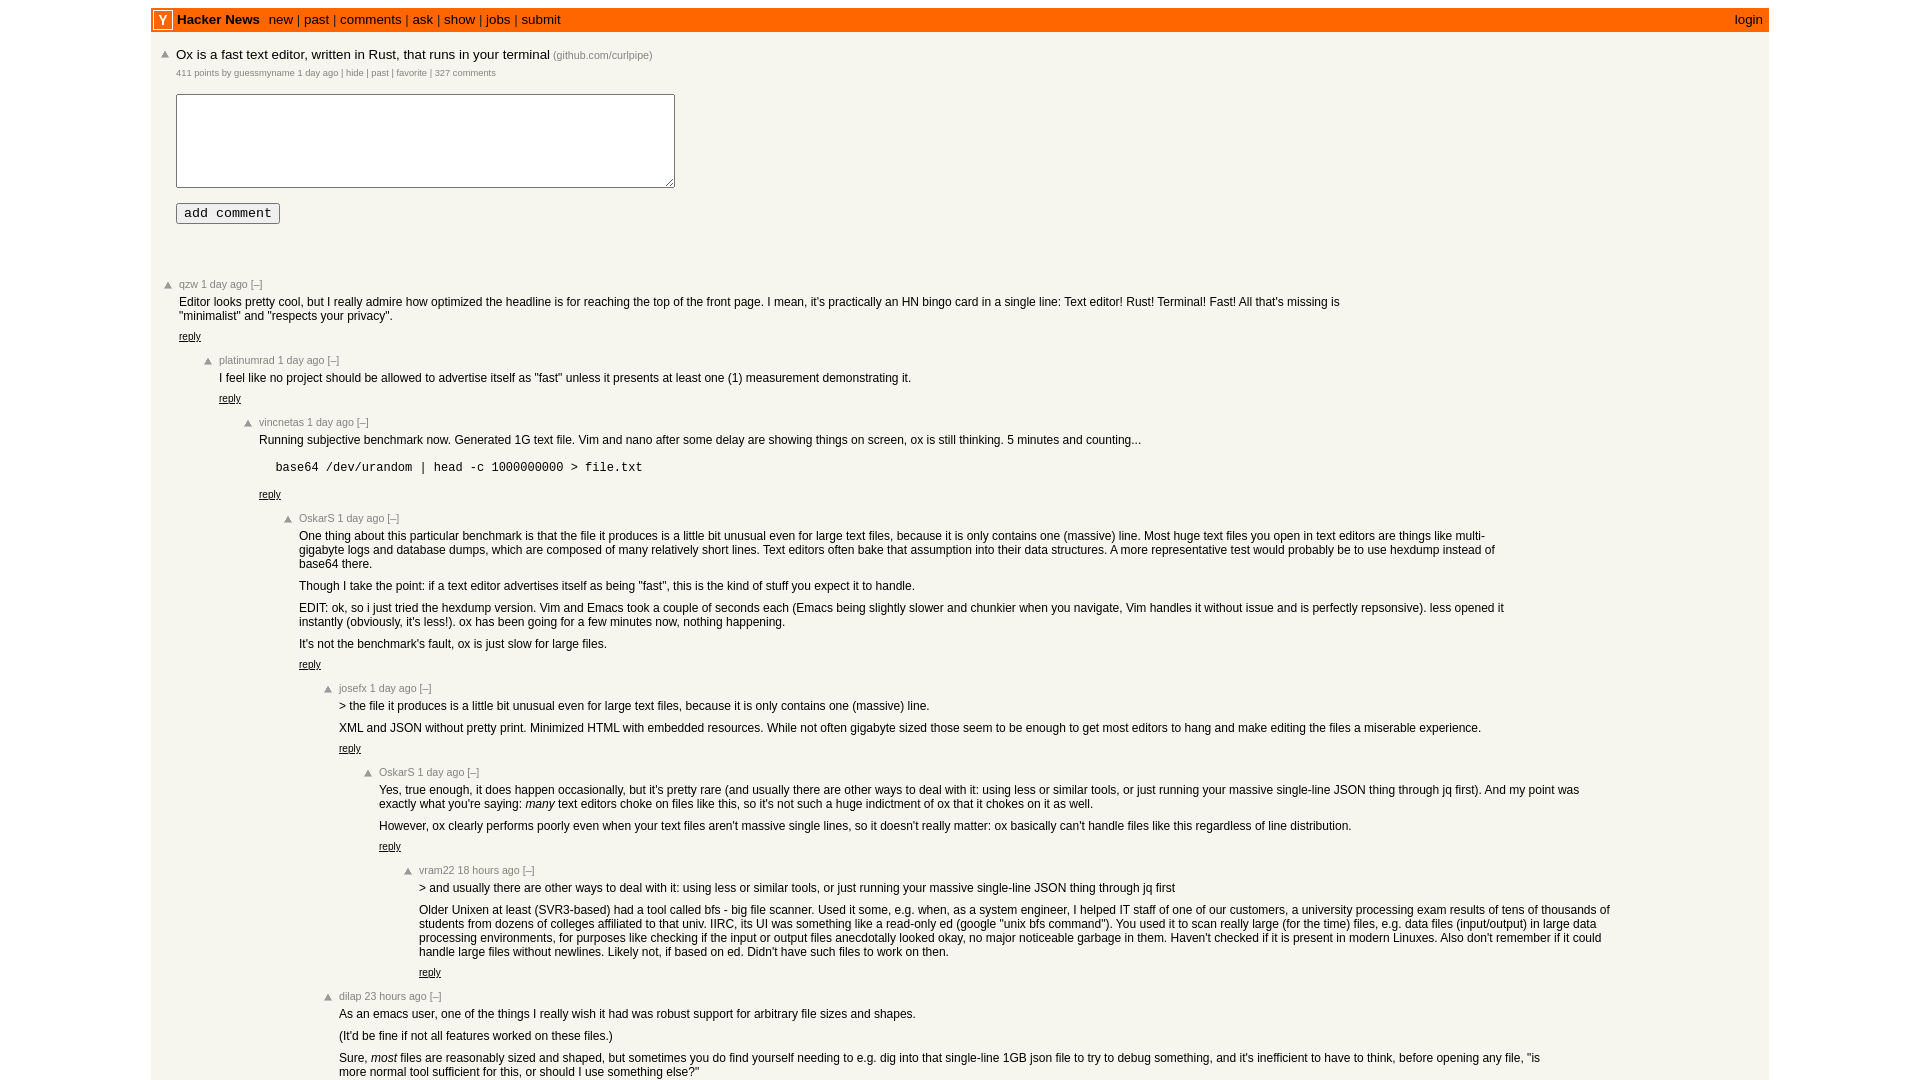 Y Hacker News new | past | comments | ask | show | jobs | submit login
Ox is a fast text editor, written in Rust, that runs in your terminal (github.com/curlpipe)
411 points by guessmyname 1 day ago | hide | past | favorite | 327 comments
add comment
qzw 1 day ago [–]
Editor looks pretty cool, but I really admire how optimized the headline is for reaching the top of the front page. I mean, it's practically an HN bingo card in a single line: Text editor! Rust! Terminal! Fast! All that's missing is
"minimalist" and "respects your privacy".
reply
platinumrad 1 day ago [–]
I feel like no project should be allowed to advertise itself as "fast" unless it presents at least one (1) measurement demonstrating it.
reply
vincnetas 1 day ago [–]
Running subjective benchmark now. Generated 1G text file. Vim and nano after some delay are showing things on screen, ox is still thinking. 5 minutes and counting...
base64 /dev/urandom | head -c 1000000000 > file.txt
reply
OskarS 1 day ago [–]
One thing about this particular benchmark is that the file it produces is a little bit unusual even for large text files, because it is only contains one (massive) line. Most huge text files you open in text editors are things like multi-
gigabyte logs and database dumps, which are composed of many relatively short lines. Text editors often bake that assumption into their data structures. A more representative test would probably be to use hexdump instead of
base64 there.
Though I take the point: if a text editor advertises itself as being "fast", this is the kind of stuff you expect it to handle.
EDIT: ok, so i just tried the hexdump version. Vim and Emacs took a couple of seconds each (Emacs being slightly slower and chunkier when you navigate, Vim handles it without issue and is perfectly repsonsive). less opened it
instantly (obviously, it's less!). ox has been going for a few minutes now, nothing happening.
It's not the benchmark's fault, ox is just slow for large files.
reply
josefx 1 day ago [–]
> the file it produces is a little bit unusual even for large text files, because it is only contains one (massive) line.
XML and JSON without pretty print. Minimized HTML with embedded resources. While not often gigabyte sized those seem to be enough to get most editors to hang and make editing the files a miserable experience.
reply
OskarS 1 day ago [–]
Yes, true enough, it does happen occasionally, but it's pretty rare (and usually there are other ways to deal with it: using less or similar tools, or just running your massive single-line JSON thing through jq first). And my point was
exactly what you're saying: many text editors choke on files like this, so it's not such a huge indictment of ox that it chokes on it as well.
However, ox clearly performs poorly even when your text files aren't massive single lines, so it doesn't really matter: ox basically can't handle files like this regardless of line distribution.
reply
vram22 18 hours ago [–]
> and usually there are other ways to deal with it: using less or similar tools, or just running your massive single-line JSON thing through jq first
Older Unixen at least (SVR3-based) had a tool called bfs - big file scanner. Used it some, e.g. when, as a system engineer, I helped IT staff of one of our customers, a university processing exam results of tens of thousands of
students from dozens of colleges affiliated to that univ. IIRC, its UI was something like a read-only ed (google "unix bfs command"). You used it to scan really large (for the time) files, e.g. data files (input/output) in large data
processing environments, for purposes like checking if the input or output files anecdotally looked okay, no major noticeable garbage in them. Haven't checked if it is present in modern Linuxes. Also don't remember if it could
handle large files without newlines. Likely not, if based on ed. Didn't have such files to work on then.
reply
dilap 23 hours ago [–]
As an emacs user, one of the things I really wish it had was robust support for arbitrary file sizes and shapes.
(It'd be fine if not all features worked on these files.)
Sure, most files are reasonably sized and shaped, but sometimes you do find yourself needing to e.g. dig into that single-line 1GB json file to try to debug something, and it's inefficient to have to think, before opening any file, "is
more normal tool sufficient for this, or should I use something else?"